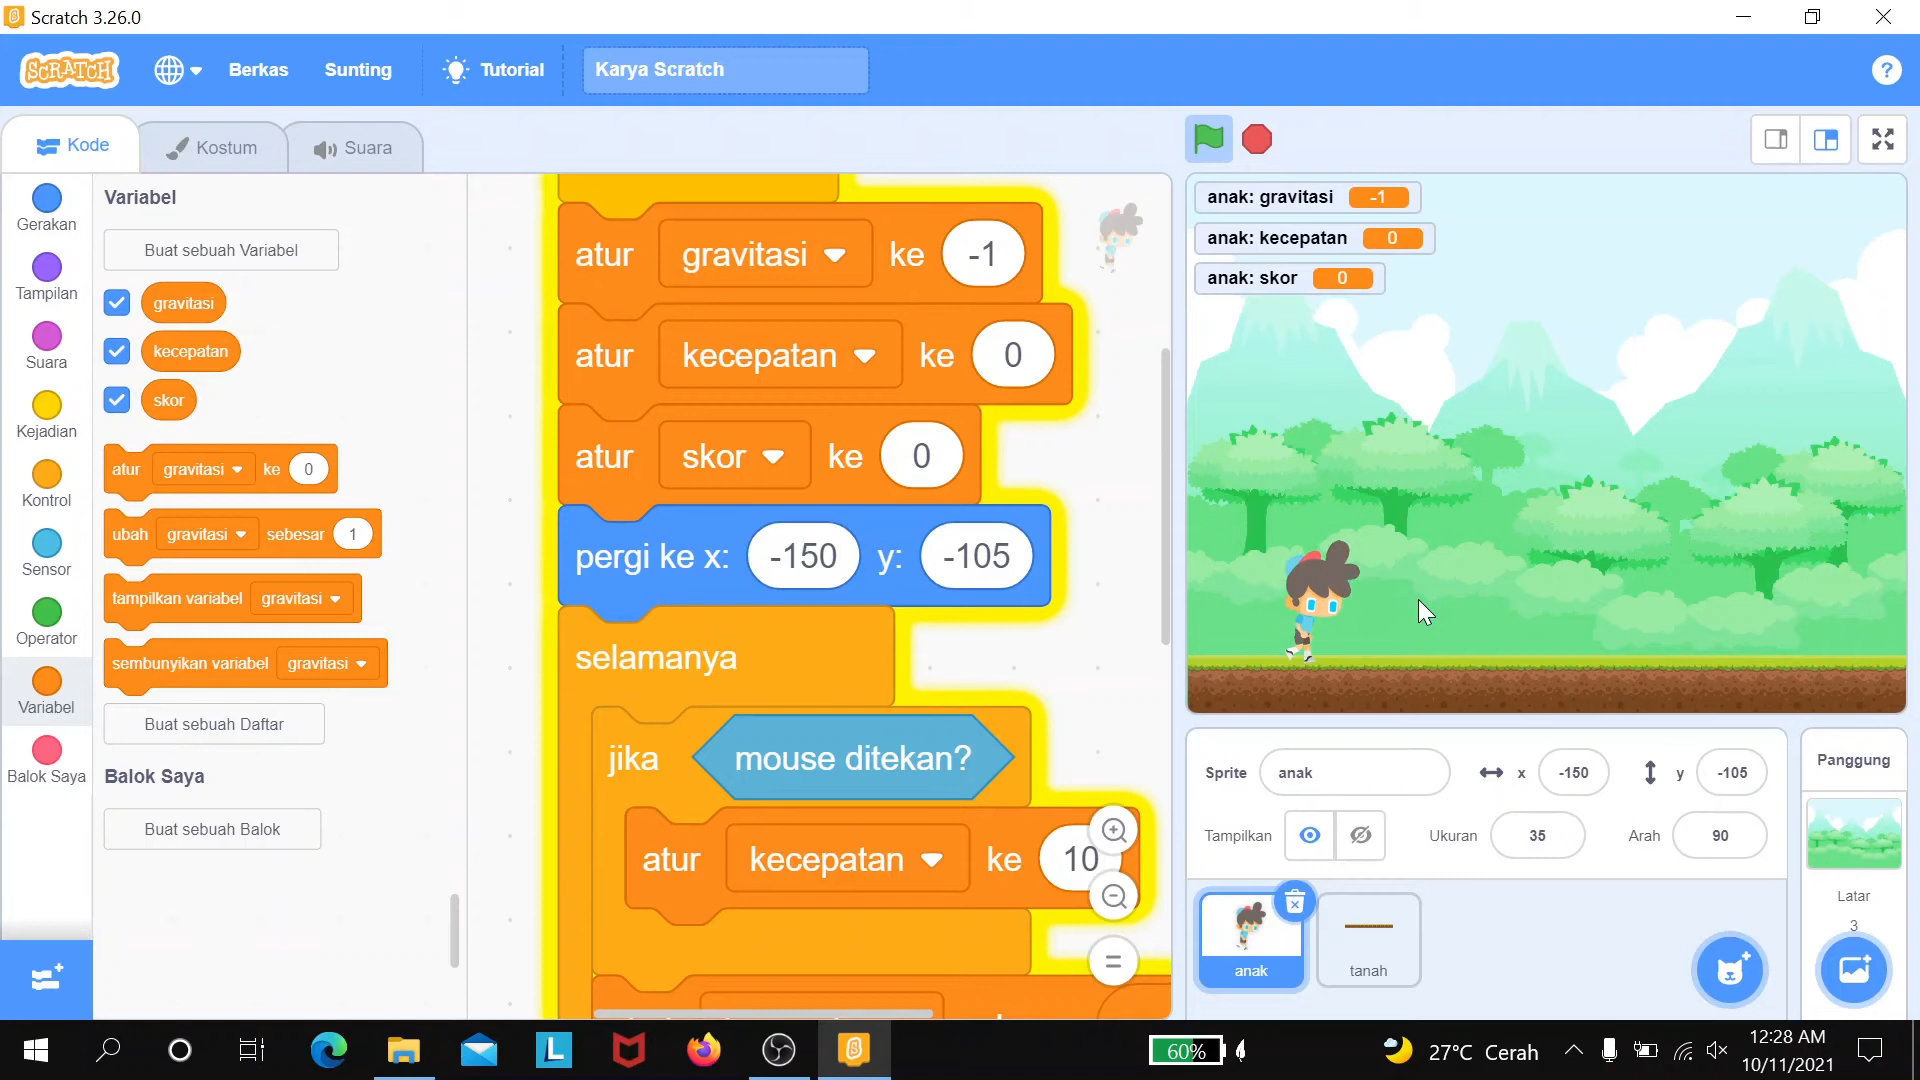 Scratch 3.26.0
SCRATCH
Berkas
Sunting
Tutorial
Karya Scratch
?
Kode
Kostum
Suara
Gerakan
Tampilan
Suara
Kejadian
Kontrol
Sensor
Operator
Variabel
Balok Saya
Variabel
Buat sebuah Variabel
gravitasi
kecepatan
skor
atur gravitasi ke 0
ubah gravitasi sebesar 1
tampilkan variabel gravitasi
sembunyikan variabel gravitasi
Buat sebuah Daftar
Balok Saya
Buat sebuah Balok
atur gravitasi ke -1
atur kecepatan ke 0
atur skor ke 0
pergi ke x: -150 y: -105
selamanya
jika mouse ditekan?
atur kecepatan ke 10
anak: gravitasi -1
anak: kecepatan 0
anak: skor 0
Sprite anak x -150 y -105
Tampilkan Ukuran 35 Arah 90
anak
tanah
Panggung
Latar
3
60%
27°C Cerah
12:28 AM
10/11/2021